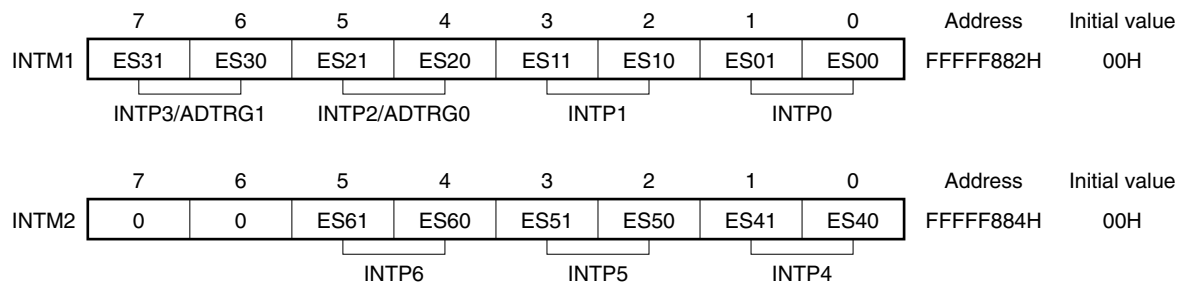 7 6 5 4 3 2 1 0 Address Initial value
INTM1 ES31 ES30 ES21 ES20 ES11 ES10 ES01 ES00 FFFFF882H 00H
INTP3/ADTRG1 INTP2/ADTRG0 INTP1 INTP0
7 6 5 4 3 2 1 0 Address Initial value
INTM2 0 0 ES61 ES60 ES51 ES50 ES41 ES40 FFFFF884H 00H
INTP6 INTP5 INTP4